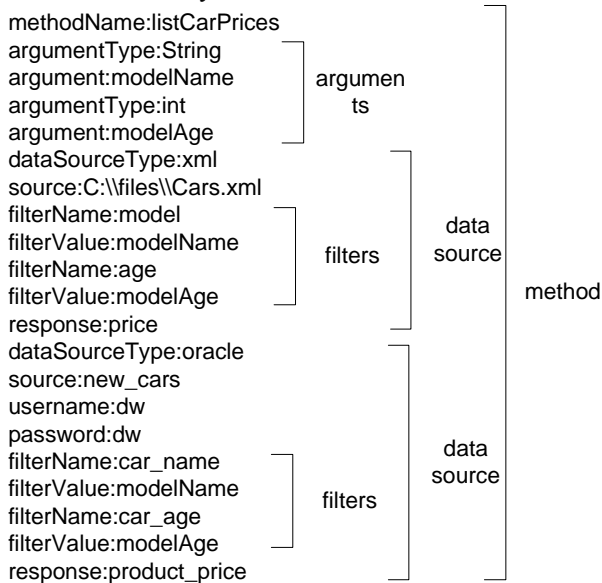 methodName:listCarPrices
argumentType:String
argument:modelName
argumentType:int
argument:modelAge
argumen
ts
dataSourceType:xml
source:C:\\files\\Cars.xml
filterName:model
filterValue:modelName
filterName:age
filterValue:modelAge
filters
response:price
data
source
dataSourceType:oracle
source:new_cars
username:dw
password:dw
filterName:car_name
filterValue:modelName
filterName:car_age
filterValue:modelAge
filters
response:product_price
data
source
method